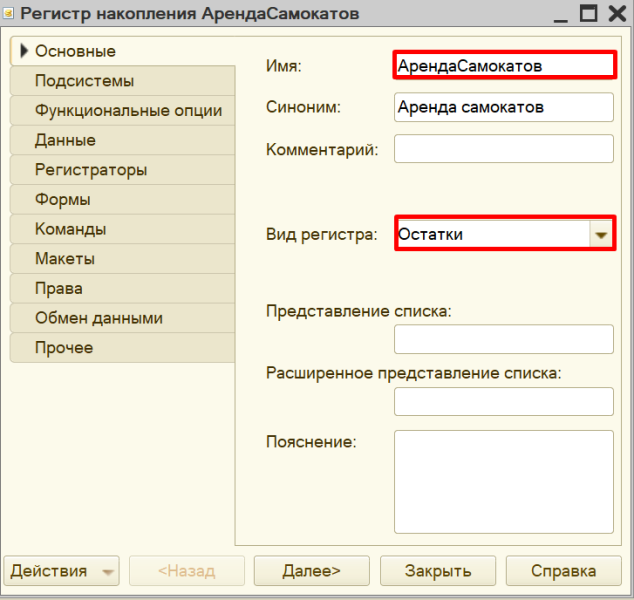 Регистр накопления АрендаСамокатов
Основные
Подсистемы
Функциональные опции
Данные
Регистраторы
Формы
Команды
Макеты
Права
Обмен данными
Прочее
Имя: АрендаСамокатов
Синоним: Аренда самокатов
Комментарий:
Вид регистра: Остатки
Представление списка:
Расширенное представление списка:
Пояснение:
Действия <Назад Далее> Закрыть Справка